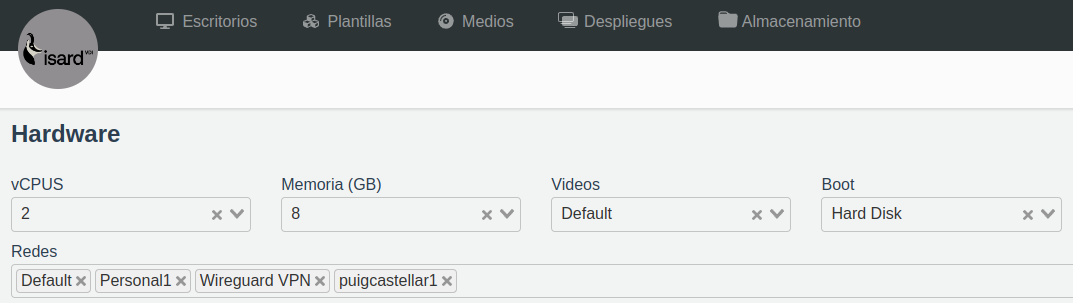 Escritorios Plantillas Medios Despliegues Almacenamiento
isard VDI
Hardware
vCPUS Memoria (GB) Videos Boot
2 8 Default Hard Disk
Redes
Default Personal1 Wireguard VPN puigcastellar1